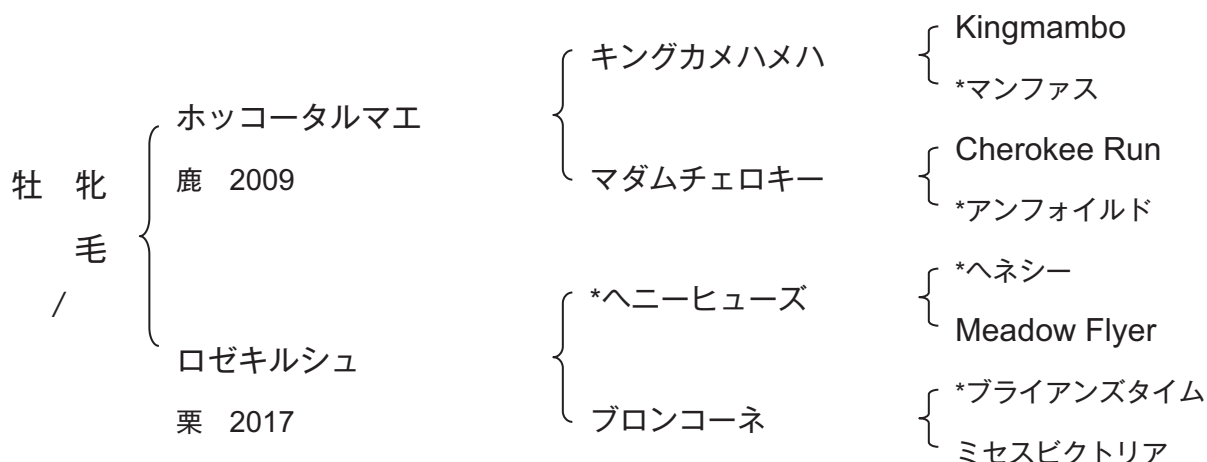 Kingmambo
キングカメハメハ
*マンファス
ホッコータルマエ
Cherokee Run
牡 牝
鹿 2009
マダムチェロキー
*アンフォイルド
毛
*ヘネシー
/
*ヘニーヒューズ
Meadow Flyer
ロゼキルシュ
*ブライアンズタイム
栗 2017
ブロンコーネ
ミセスビクトリア